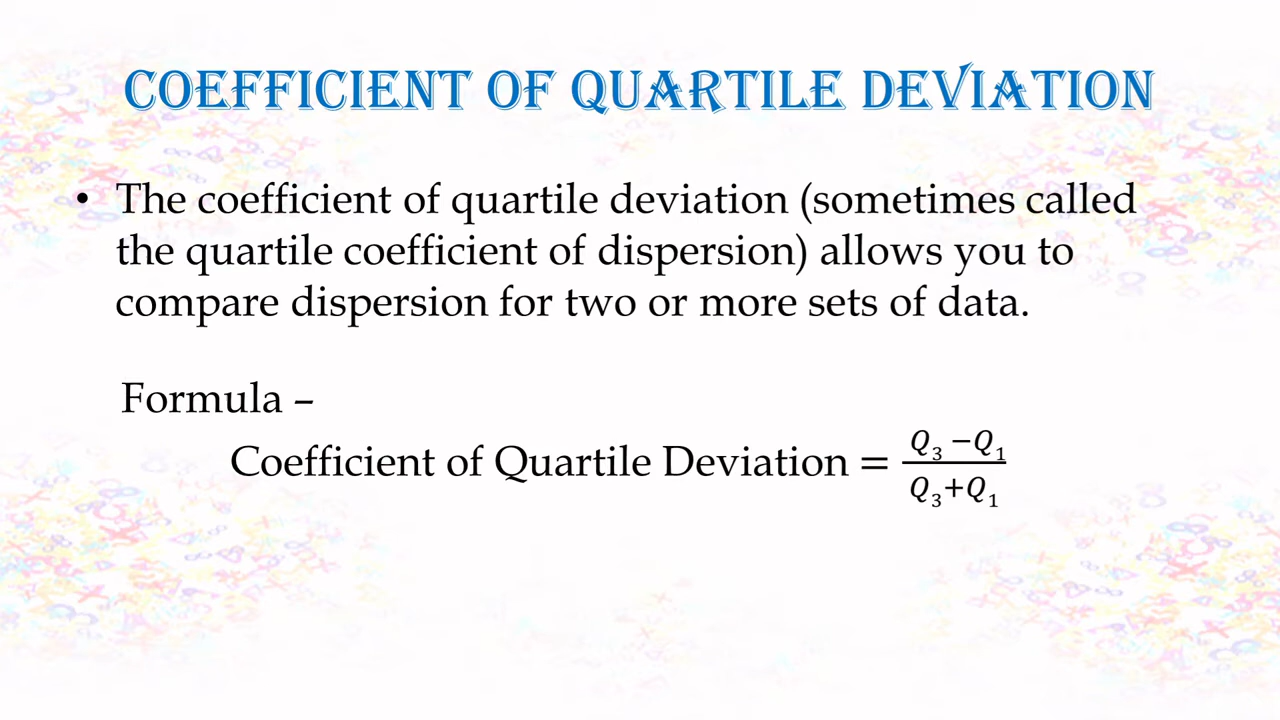 COEFFICIENT OF QUARTILE DEVIATION
• The coefficient of quartile deviation (sometimes called
the quartile coefficient of dispersion) allows you to
compare dispersion for two or more sets of data.
Formula –
Coefficient of Quartile Deviation = (Q₃ −Q₁)/(Q₃+Q₁)